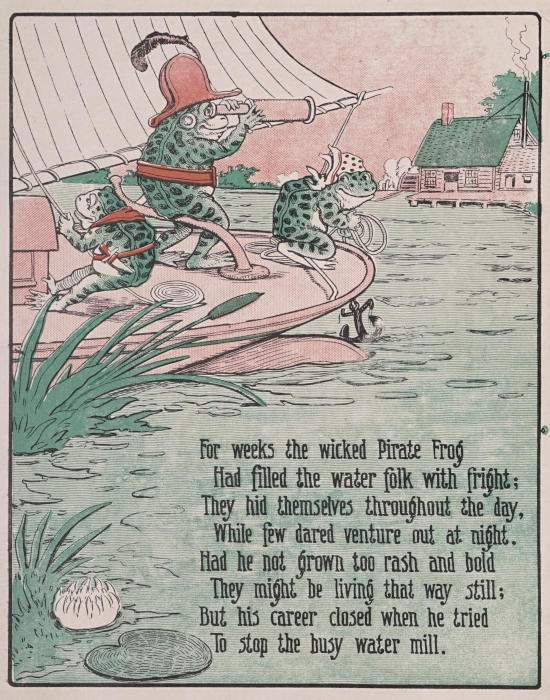 For weeks the wicked Pirate Frog
Had filled the water folk with fright;
They hid themselves throughout the day,
While few dared venture out at night.
Had he not grown too rash and bold
They might be living that way still;
But his career closed when he tried
To stop the busy water mill.